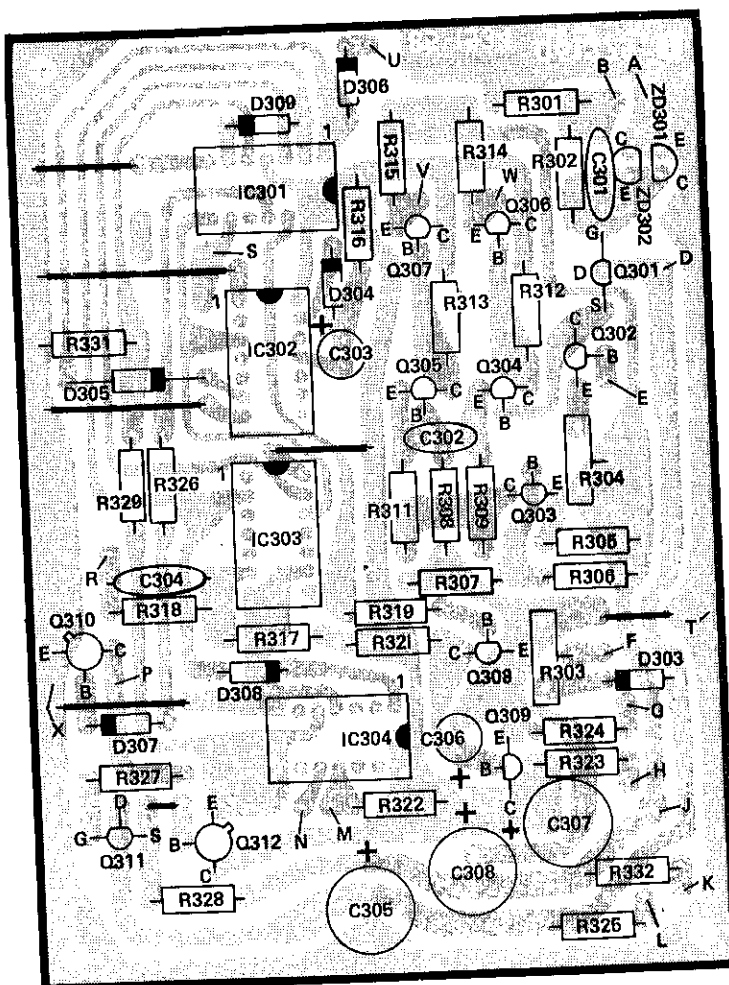 U
D306
B
A
D309
R301
ZD301
1
R315
R314
R302
C301
C
E
IC301
V
W
E
C
R316
Q306
ZD302
E
C
E
C
G
B
B
S
Q307
D
Q301
D
D304
R313
R312
S
1
C
Q302
R331
IC302
C303
B
Q305
Q304
D305
E
C
E
C
E
E
B
B
C302
R329
R326
1
R311
R308
R309
B
R304
C
E
Q303
IC303
R305
R
C304
R307
R306
R318
R319
Q310
B
T
R317
R321
E
C
C
E
R303
F
Q308
D303
P
D308
B
1
Q309
G
X
E
R324
IC304
C306
D307
B
R323
R327
H
D
E
R322
C
J
G
S
B
N
M
C307
Q311
Q312
C
R332
C308
K
R328
C305
R325
L